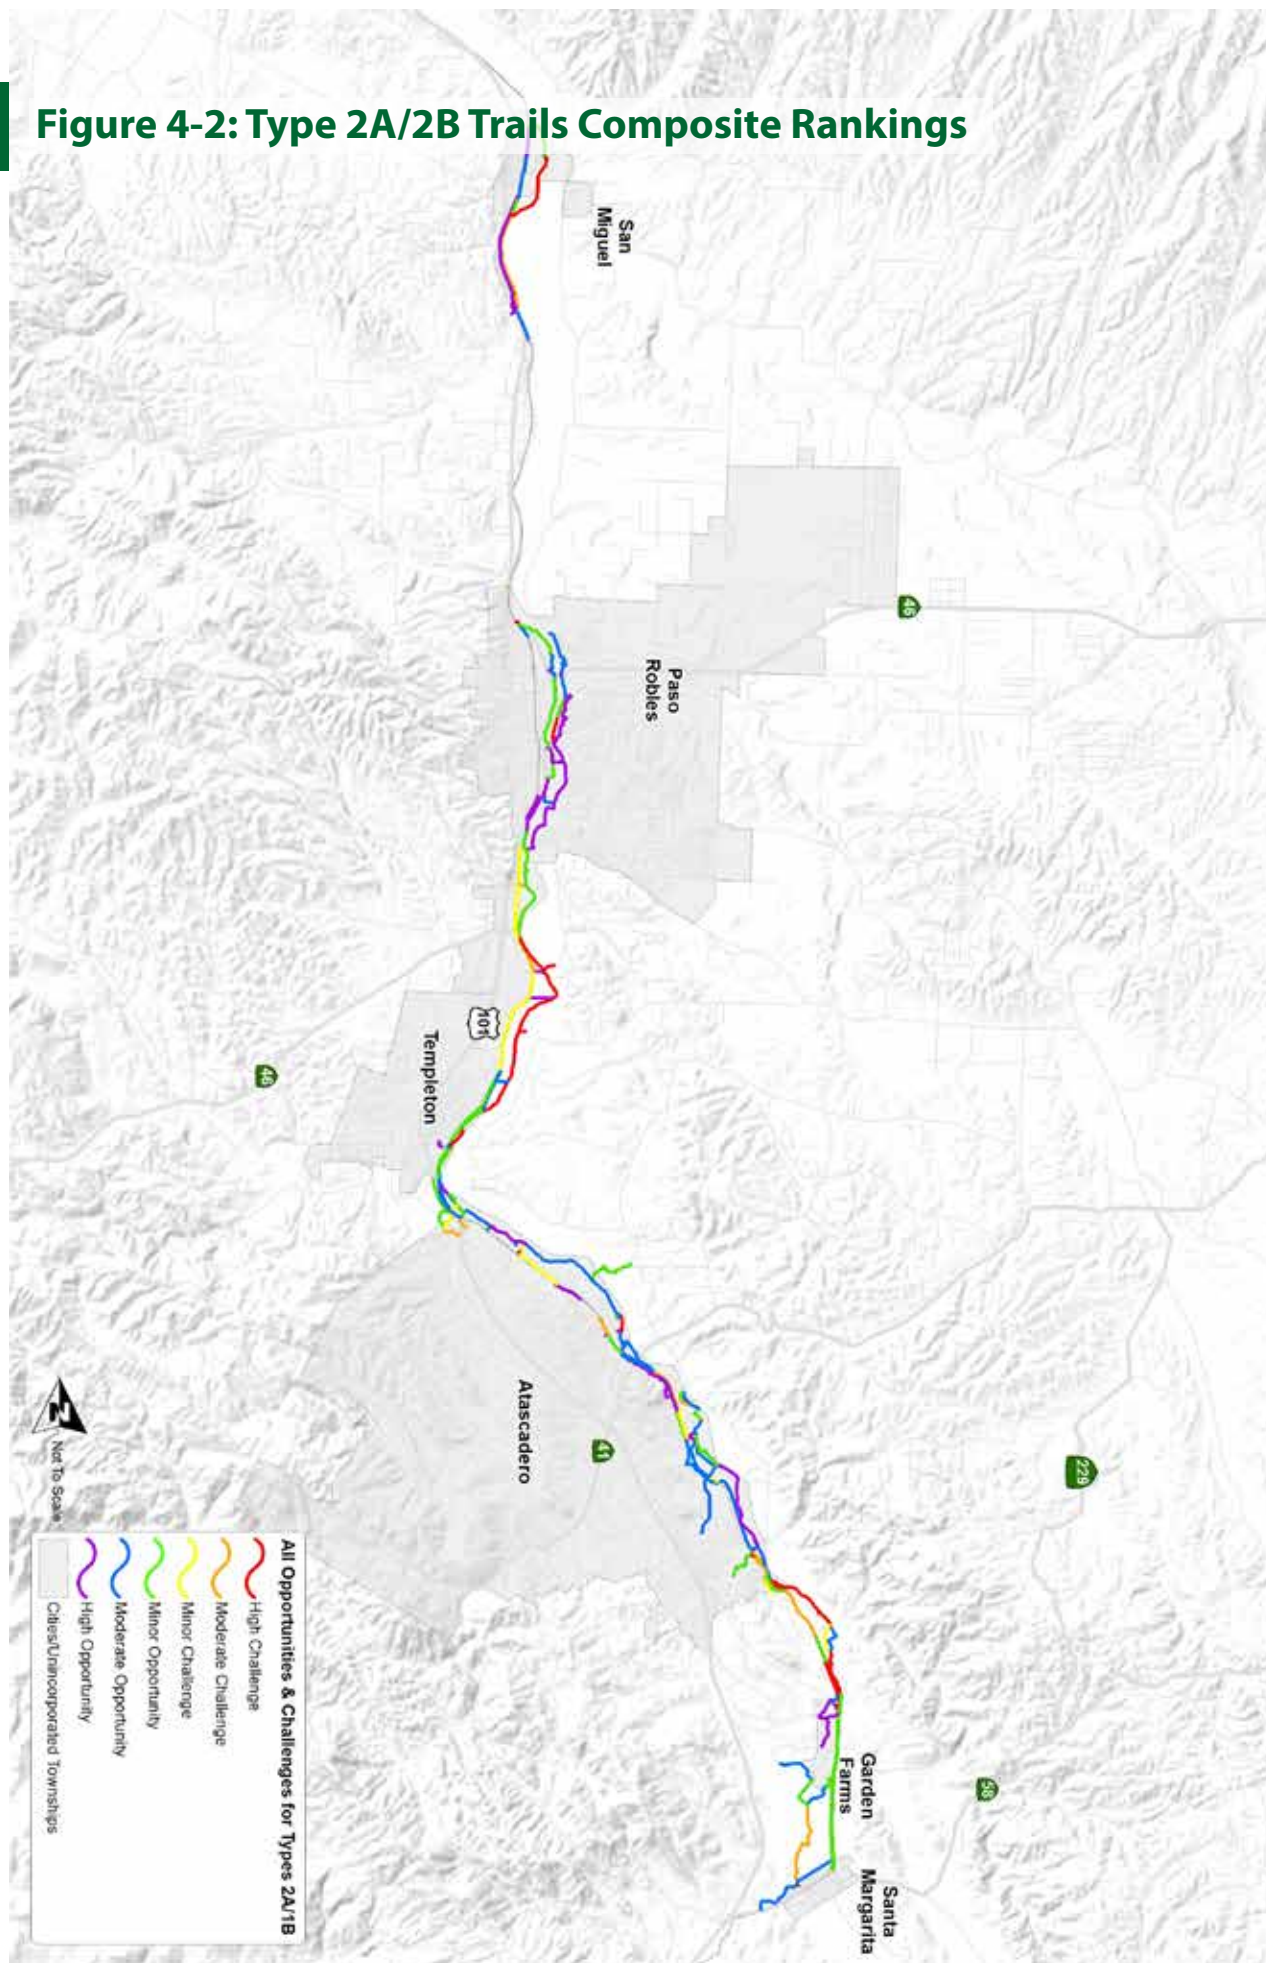 Figure 4-2: Type 2A/2B Trails Composite Rankings
San
Miguel
46
Paso
Robles
101
Templeton
46
Atascadero
41
229
Garden
Farms
58
Santa
Margarita
Z
Not To Scale
All Opportunities & Challenges for Types 2A/1B
High Challenge
Moderate Challenge
Minor Challenge
Minor Opportunity
Moderate Opportunity
High Opportunity
Cities/Unincorporated Townships